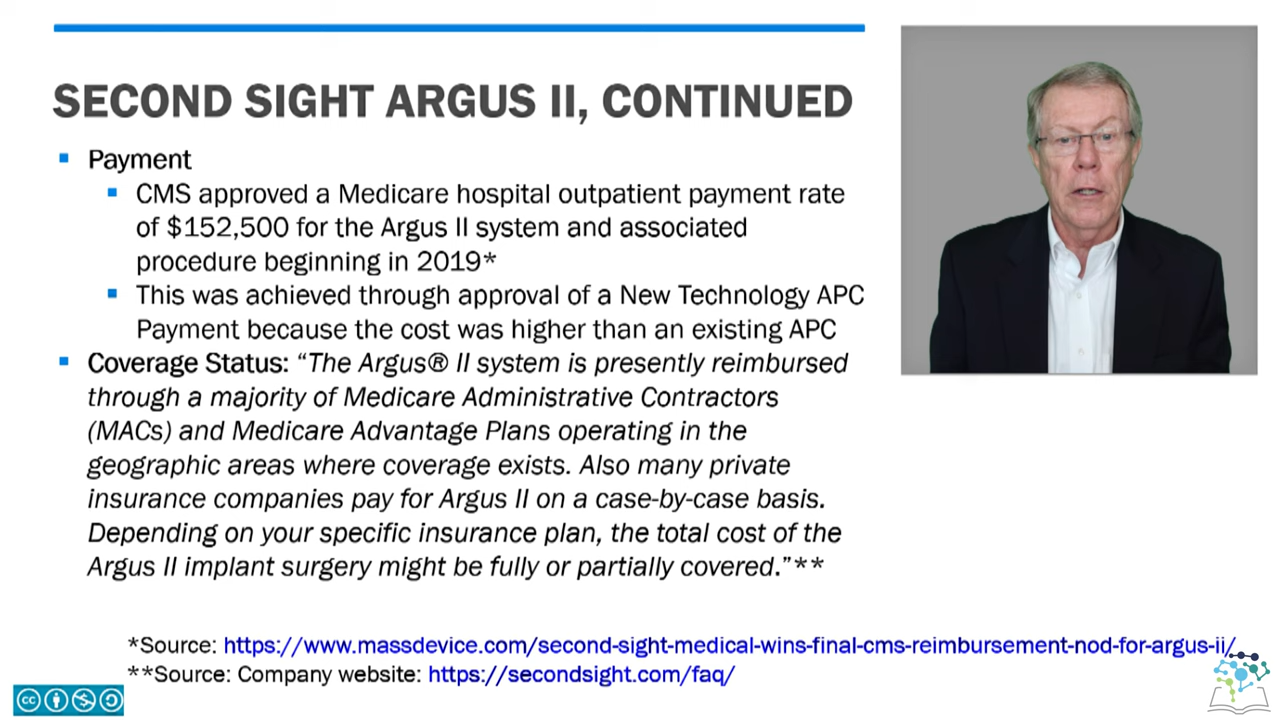 SECOND SIGHT ARGUS II, CONTINUED
Payment
CMS approved a Medicare hospital outpatient payment rate
of $152,500 for the Argus II system and associated
procedure beginning in 2019*
This was achieved through approval of a New Technology APC
Payment because the cost was higher than an existing APC
Coverage Status: “The Argus® II system is presently reimbursed
through a majority of Medicare Administrative Contractors
(MACs) and Medicare Advantage Plans operating in the
geographic areas where coverage exists. Also many private
insurance companies pay for Argus II on a case-by-case basis.
Depending on your specific insurance plan, the total cost of the
Argus II implant surgery might be fully or partially covered.”**
*Source: https://www.massdevice.com/second-sight-medical-wins-final-cms-reimbursement-nod-for-argus-ii/
**Source: Company website: https://secondsight.com/faq/
cc